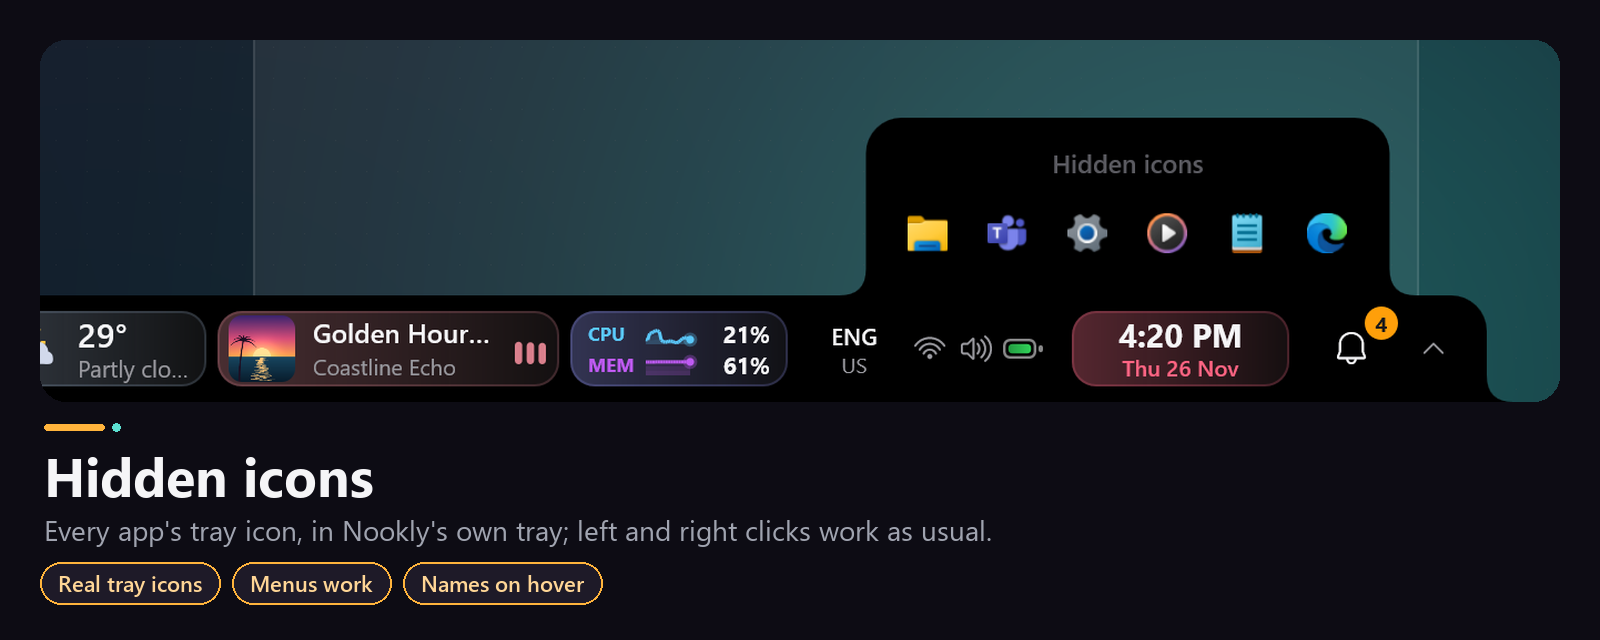 Hidden icons
29°
Partly clo...
Golden Hour...
Coastline Echo
CPU 21%
MEM 61%
ENG
US
4:20 PM
Thu 26 Nov
4
Hidden icons
Every app's tray icon, in Nookly's own tray; left and right clicks work as usual.
Real tray icons
Menus work
Names on hover